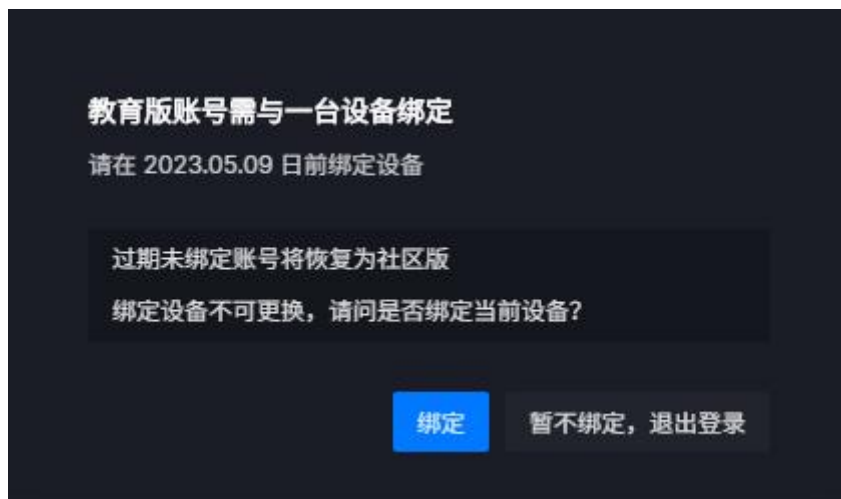 教育版账号需与一台设备绑定
请在 2023.05.09 日前绑定设备
过期未绑定账号将恢复为社区版
绑定设备不可更换，请问是否绑定当前设备？
绑定
暂不绑定，退出登录